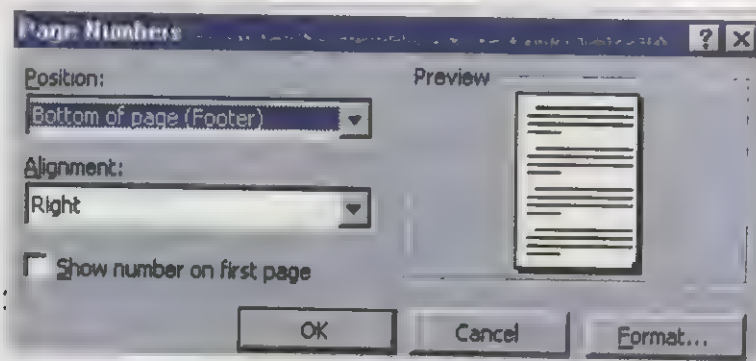 Page Numbers
? X
Position:
Preview
Bottom of page (Footer)
Alignment:
Right
Show number on first page
OK
Cancel
Format...